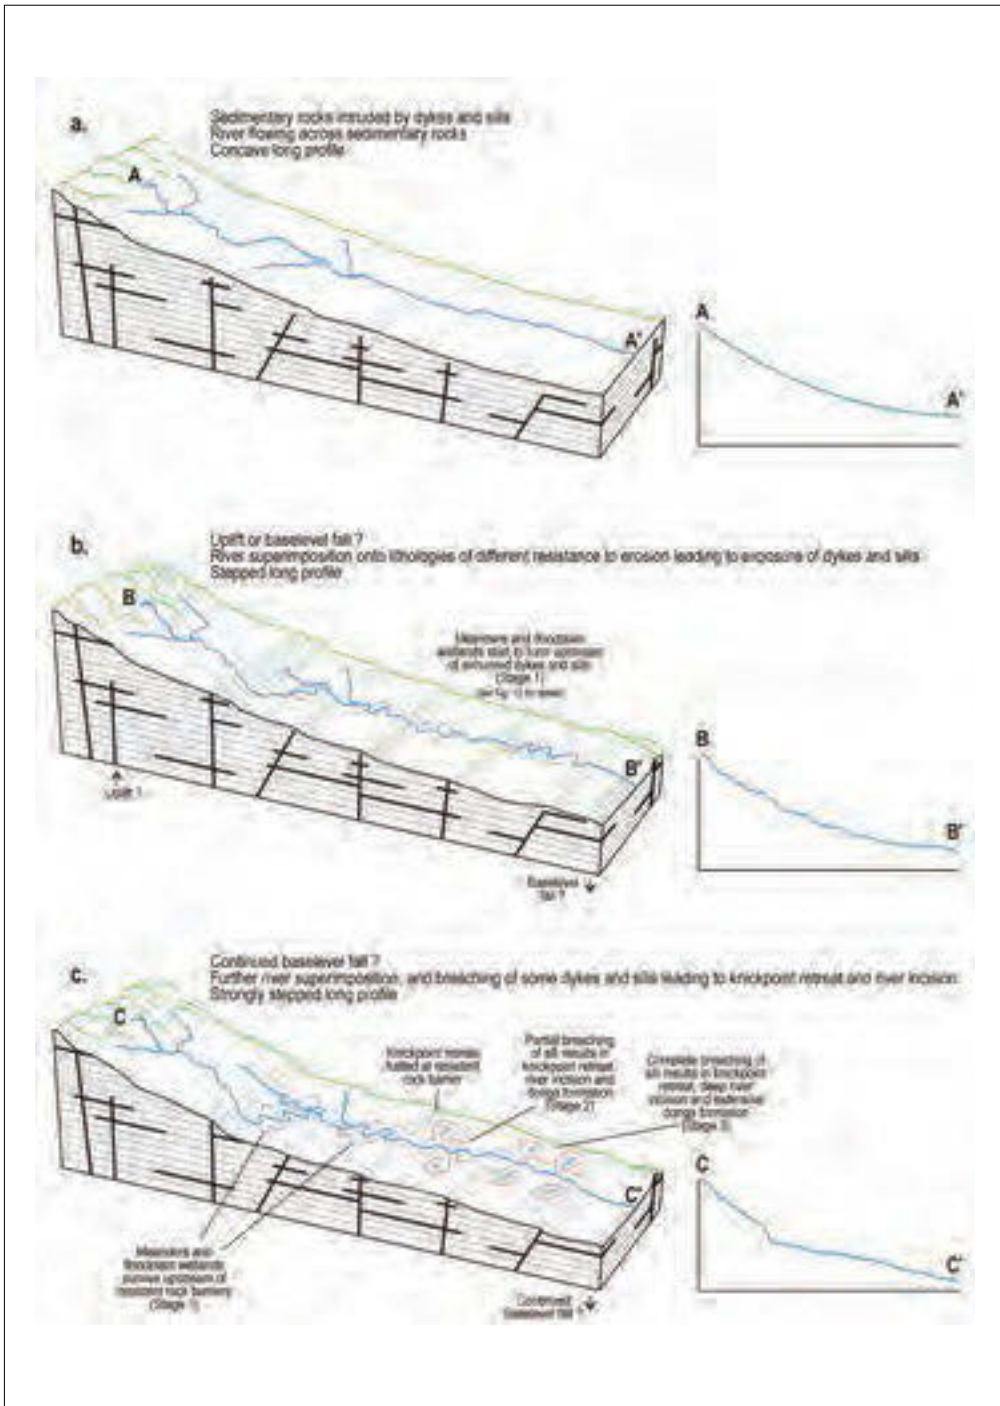 a.
Sedimentary rocks intruded by dykes and sills
River flowing across sedimentary rocks
Concave long profile
A
A'
A
A'
b.
Uplift or baselevel fall ?
River superimposition onto lithologies of different resistance to erosion leading to exposure of dykes and sills
Stepped long profile
B
Meanders and floodplain
wetlands start to form upstream
of exhumed dykes and sills
(Stage 1)
B'
Uplift ?
Baselevel
fall ?
B
B'
c.
Continued baselevel fall ?
Further river superimposition, and breaching of some dykes and sills leading to knickpoint retreat and river incision
Strongly stepped long profile
C
Knickpoint retreat
halted at resistant
rock barrier
Partial breaching
of sill results in
knickpoint retreat,
river incision and
donga formation
(Stage 2)
Complete breaching of
sill results in knickpoint
retreat, deep river
incision and extensive
donga formation
(Stage 3)
C'
Meanders and
floodplain wetlands
survive upstream of
resistant rock barriers
(Stage 1)
Continued
baselevel fall ?
C
C'